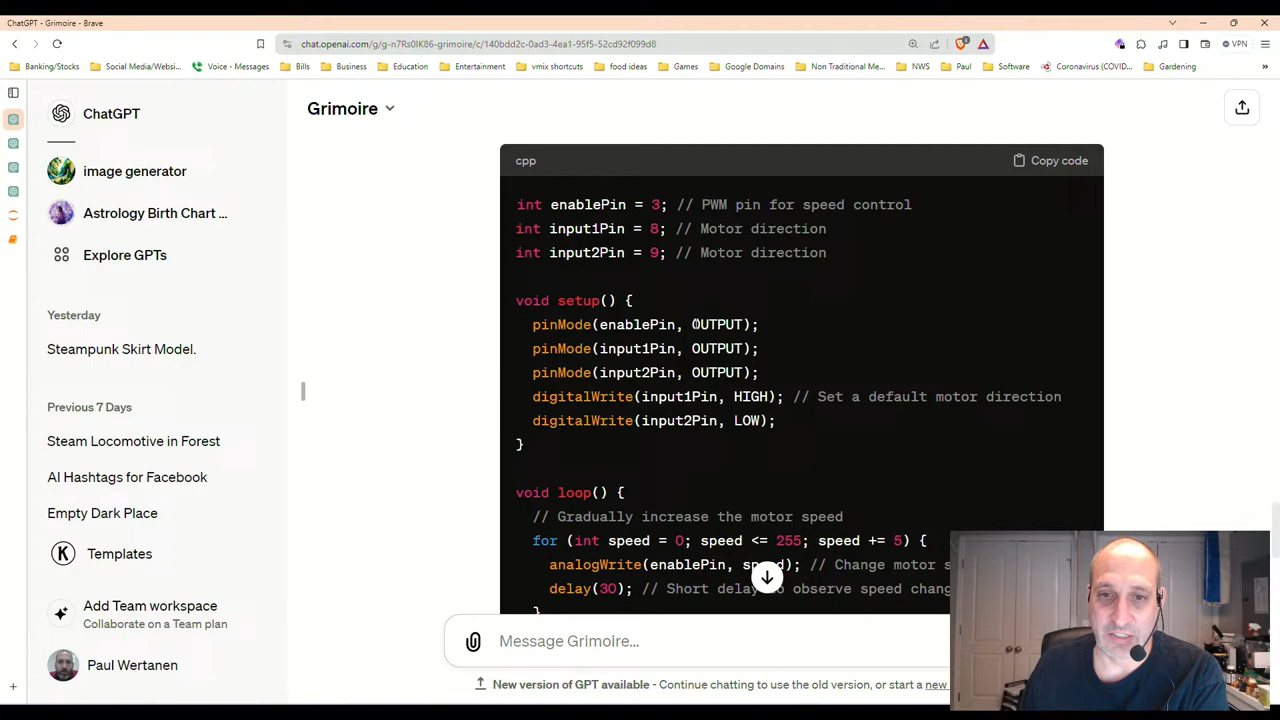 ChatGPT - Grimoire - Brave
chat.openai.com/g/g-n7Rs0IK86-grimoire/c/140bdd2c-0ad3-4ea1-95f5-52cd92f099d8
VPN
Banking/Stocks
Social Media/Websi...
Voice - Messages
Bills
Business
Education
Entertainment
vmix shortcuts
food ideas
Games
Google Domains
Non Traditional Me...
NWS
Paul
Software
Coronavirus (COVID...
Gardening
»
ChatGPT
image generator
Astrology Birth Chart ...
Explore GPTs
Yesterday
Steampunk Skirt Model.
Previous 7 Days
Steam Locomotive in Forest
AI Hashtags for Facebook
Empty Dark Place
K
Templates
Add Team workspace
Collaborate on a Team plan
Paul Wertanen
Grimoire
cpp
Copy code
int enablePin = 3; // PWM pin for speed control
int input1Pin = 8; // Motor direction
int input2Pin = 9; // Motor direction
void setup() {
pinMode(enablePin, OUTPUT);
pinMode(input1Pin, OUTPUT);
pinMode(input2Pin, OUTPUT);
digitalWrite(input1Pin, HIGH); // Set a default motor direction
digitalWrite(input2Pin, LOW);
}
void loop() {
// Gradually increase the motor speed
for (int speed = 0; speed <= 255; speed += 5) {
analogWrite(enablePin, speed); // Change motor s
delay(30); // Short delay to observe speed chang
}
Message Grimoire...
New version of GPT available - Continue chatting to use the old version, or start a new